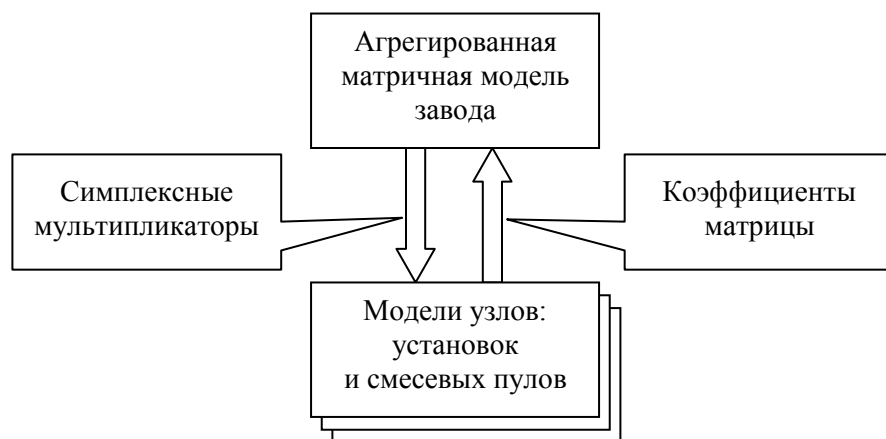 Агрегированная
матричная модель
завода
Симплексные
мультипликаторы
Коэффициенты
матрицы
Модели узлов:
установок
и смесевых пулов